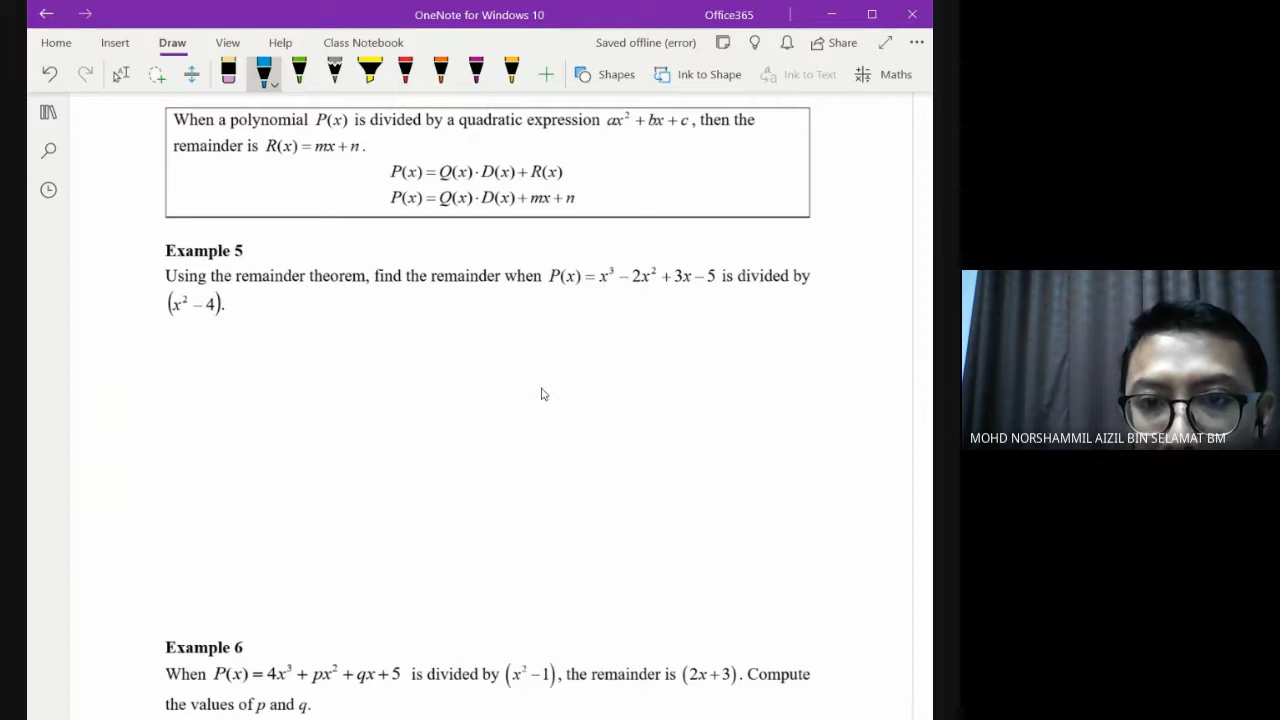 OneNote for Windows 10
Office365
Home Insert Draw View Help Class Notebook
Saved offline (error)
Share
Shapes
Ink to Shape
Ink to Text
Maths
When a polynomial P(x) is divided by a quadratic expression ax² + bx + c, then the
remainder is R(x) = mx + n.
P(x) = Q(x) · D(x) + R(x)
P(x) = Q(x) · D(x) + mx + n
Example 5
Using the remainder theorem, find the remainder when P(x) = x³ − 2x² + 3x − 5 is divided by
(x² − 4).
Example 6
When P(x) = 4x³ + px² + qx + 5 is divided by (x² − 1), the remainder is (2x + 3). Compute
the values of p and q.
MOHD NORSHAMMIL AIZIL BIN SELAMAT BM